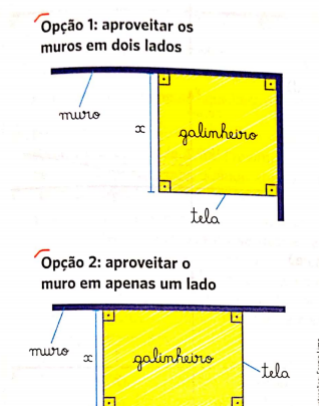 Opção 1: aproveitar os
muros em dois lados
muro
x
galinheiro
tela
Opção 2: aproveitar o
muro em apenas um lado
muro
x
galinheiro
tela